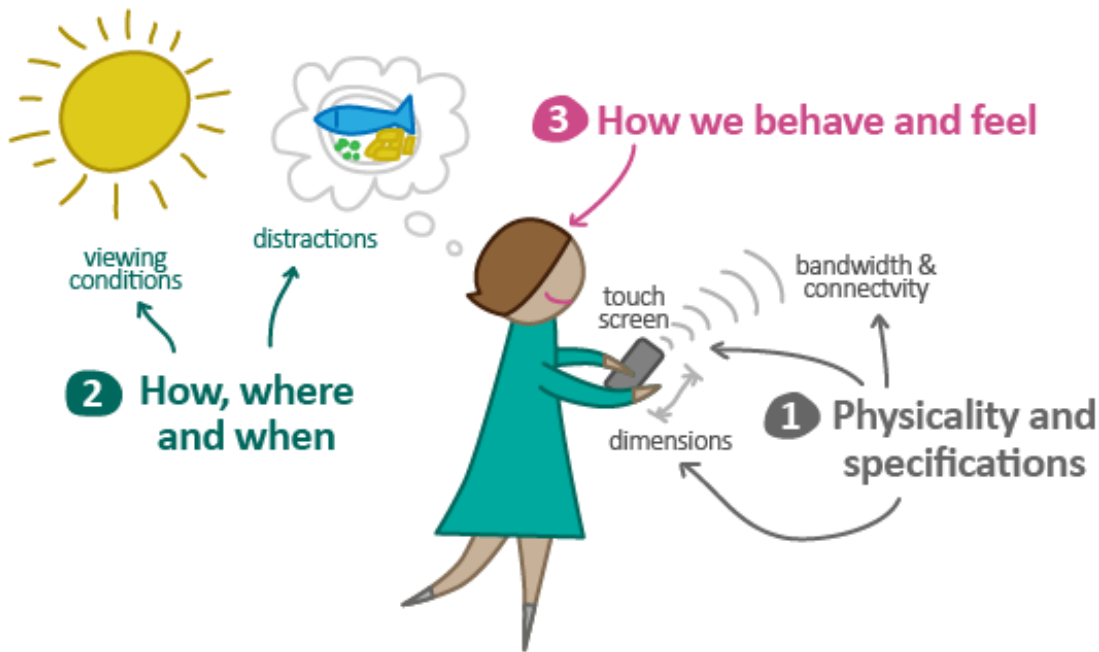 3 How we behave and feel
distractions
viewing
conditions
bandwidth &
connectvity
touch
screen
2 How, where
and when
1 Physicality and
specifications
dimensions